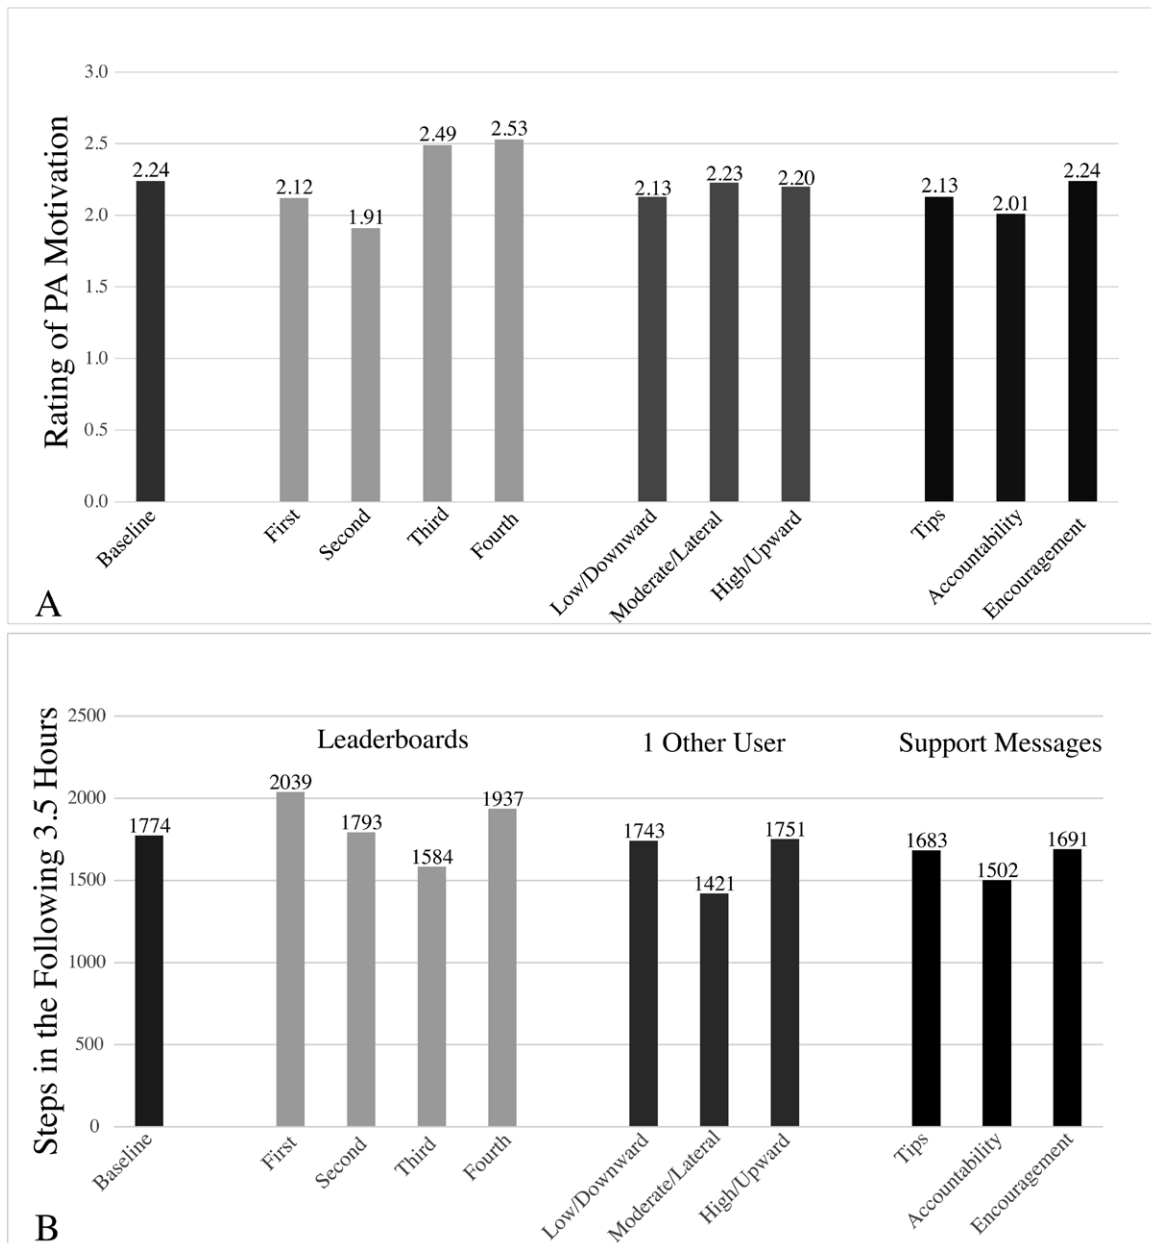 Rating of PA Motivation
3.0
2.5
2.0
1.5
1.0
0.5
0.0
2.24
2.12
1.91
2.49
2.53
2.13
2.23
2.20
2.13
2.01
2.24
Baseline
First
Second
Third
Fourth
Low/Downward
Moderate/Lateral
High/Upward
Tips
Accountability
Encouragement
A
Steps in the Following 3.5 Hours
2500
2000
1500
1000
500
0
Leaderboards
1 Other User
Support Messages
1774
2039
1793
1584
1937
1743
1421
1751
1683
1502
1691
Baseline
First
Second
Third
Fourth
Low/Downward
Moderate/Lateral
High/Upward
Tips
Accountability
Encouragement
B